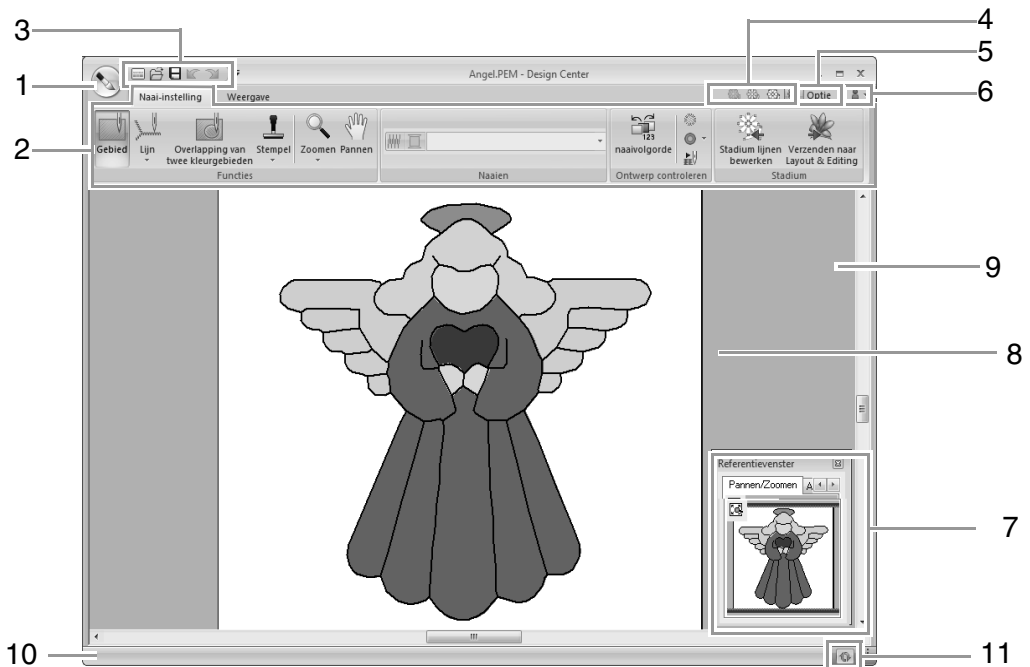 3
4
5
1
Angel.PEM - Design Center
6
Naai-instelling Weergave Optie
2
Gebied Lijn Overlapping van twee kleurgebieden Stempel Zoomen Pannen
naaivolgorde
123
Stadium lijnen bewerken Verzenden naar Layout & Editing
Functies Naaien Ontwerp controleren Stadium
9
8
Referentievenster
Pannen/Zoomen A
7
10
11